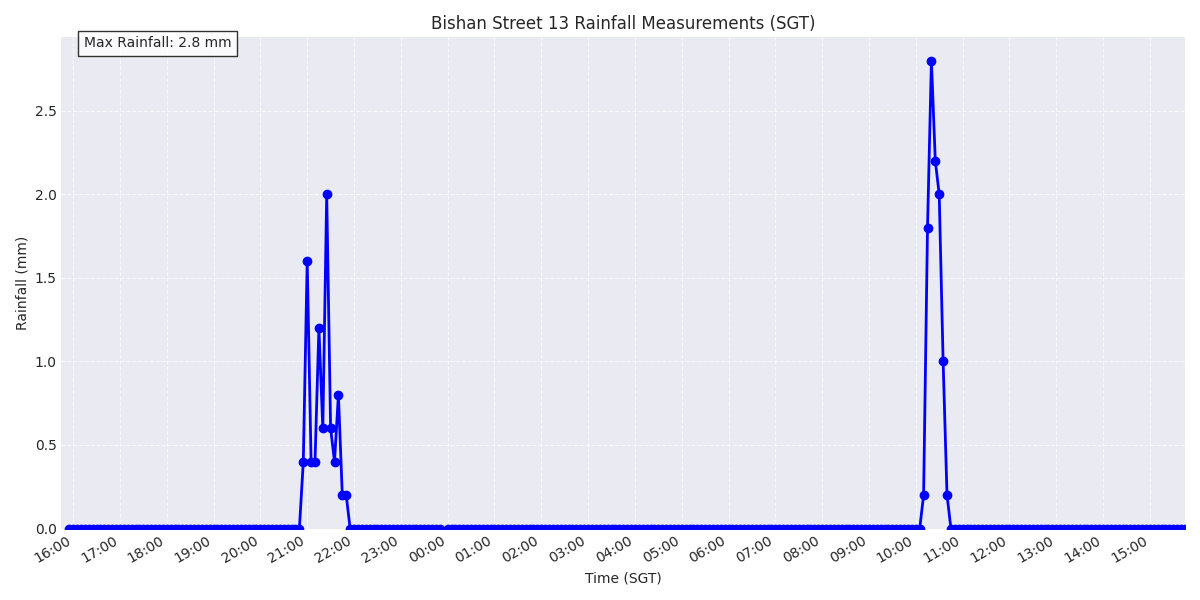 Bishan Street 13 Rainfall Measurements (SGT)
Max Rainfall: 2.8 mm
2.5
2.0
1.5
1.0
0.5
0.0
Rainfall (mm)
16:00 17:00 18:00 19:00 20:00 21:00 22:00 23:00 00:00 01:00 02:00 03:00 04:00 05:00 06:00 07:00 08:00 09:00 10:00 11:00 12:00 13:00 14:00 15:00
Time (SGT)